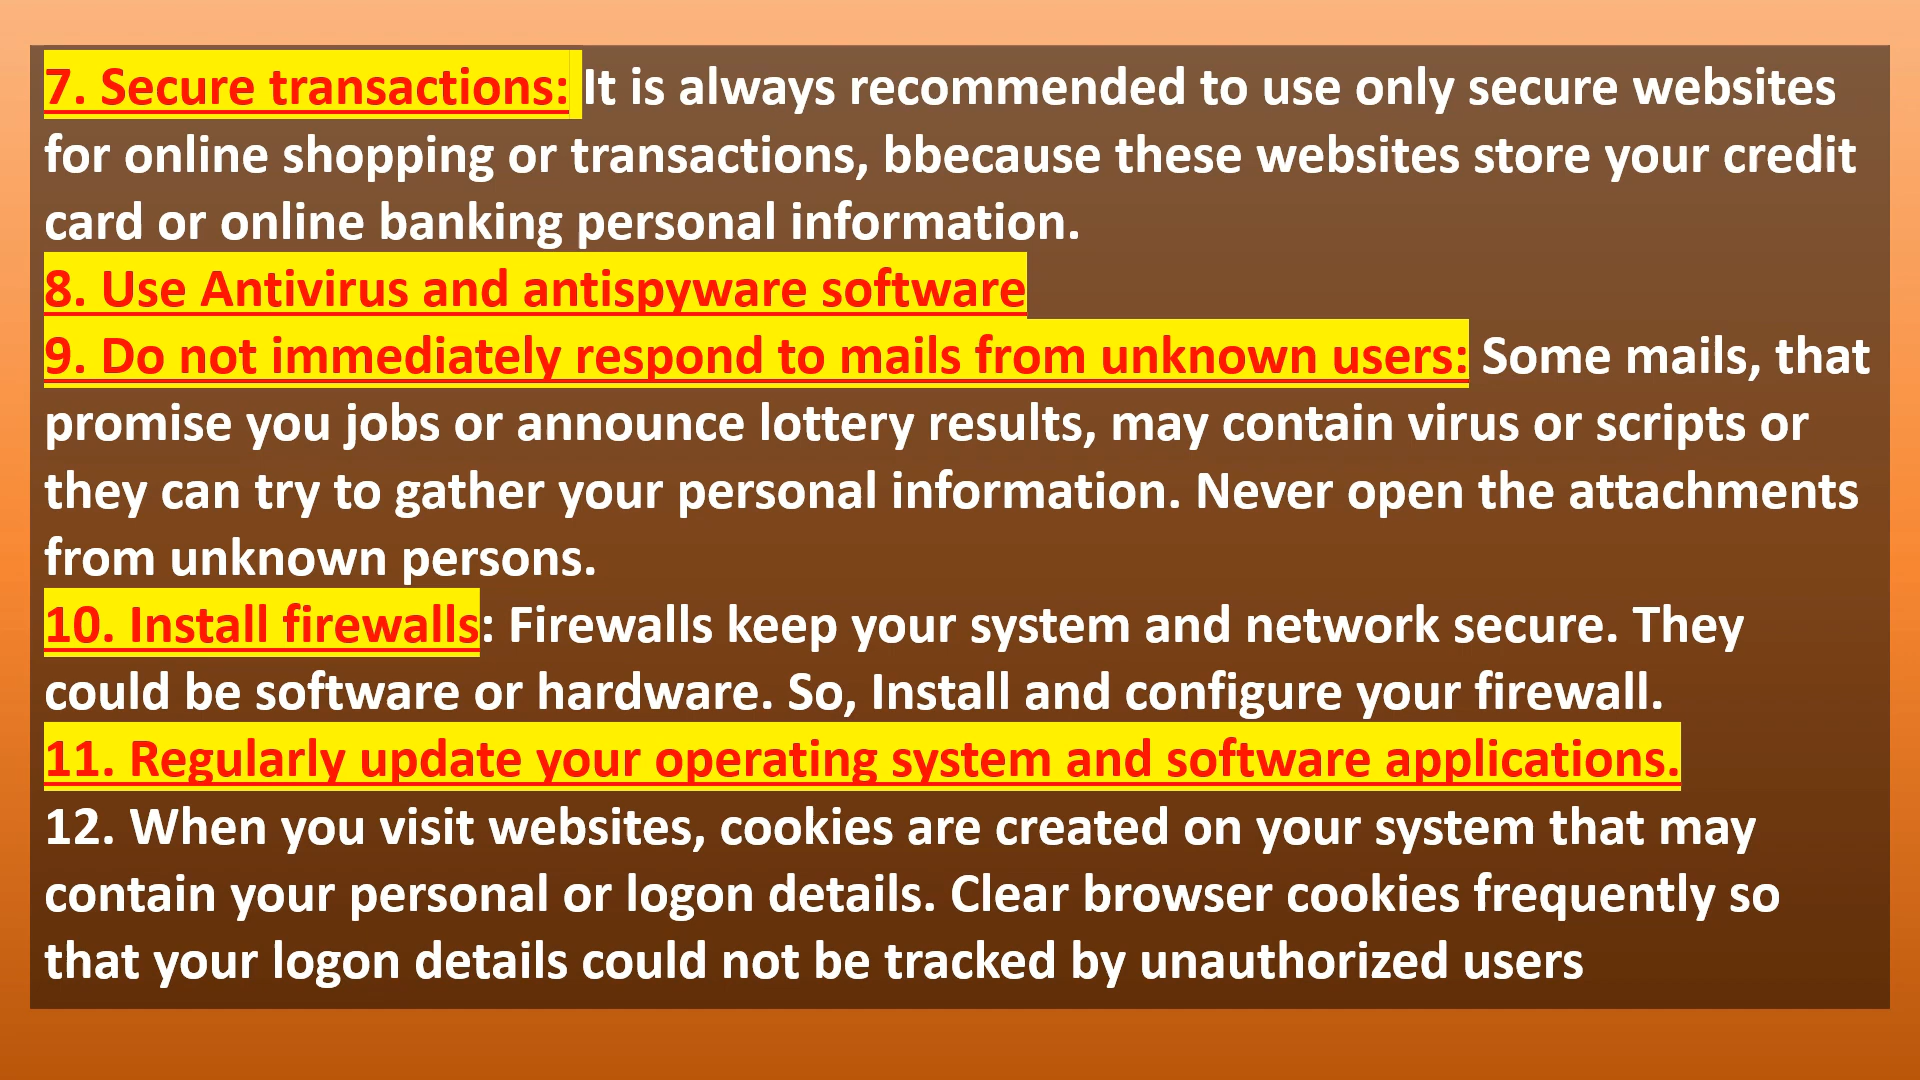 7. Secure transactions: It is always recommended to use only secure websites
for online shopping or transactions, bbecause these websites store your credit
card or online banking personal information.
8. Use Antivirus and antispyware software
9. Do not immediately respond to mails from unknown users: Some mails, that
promise you jobs or announce lottery results, may contain virus or scripts or
they can try to gather your personal information. Never open the attachments
from unknown persons.
10. Install firewalls: Firewalls keep your system and network secure. They
could be software or hardware. So, Install and configure your firewall.
11. Regularly update your operating system and software applications.
12. When you visit websites, cookies are created on your system that may
contain your personal or logon details. Clear browser cookies frequently so
that your logon details could not be tracked by unauthorized users